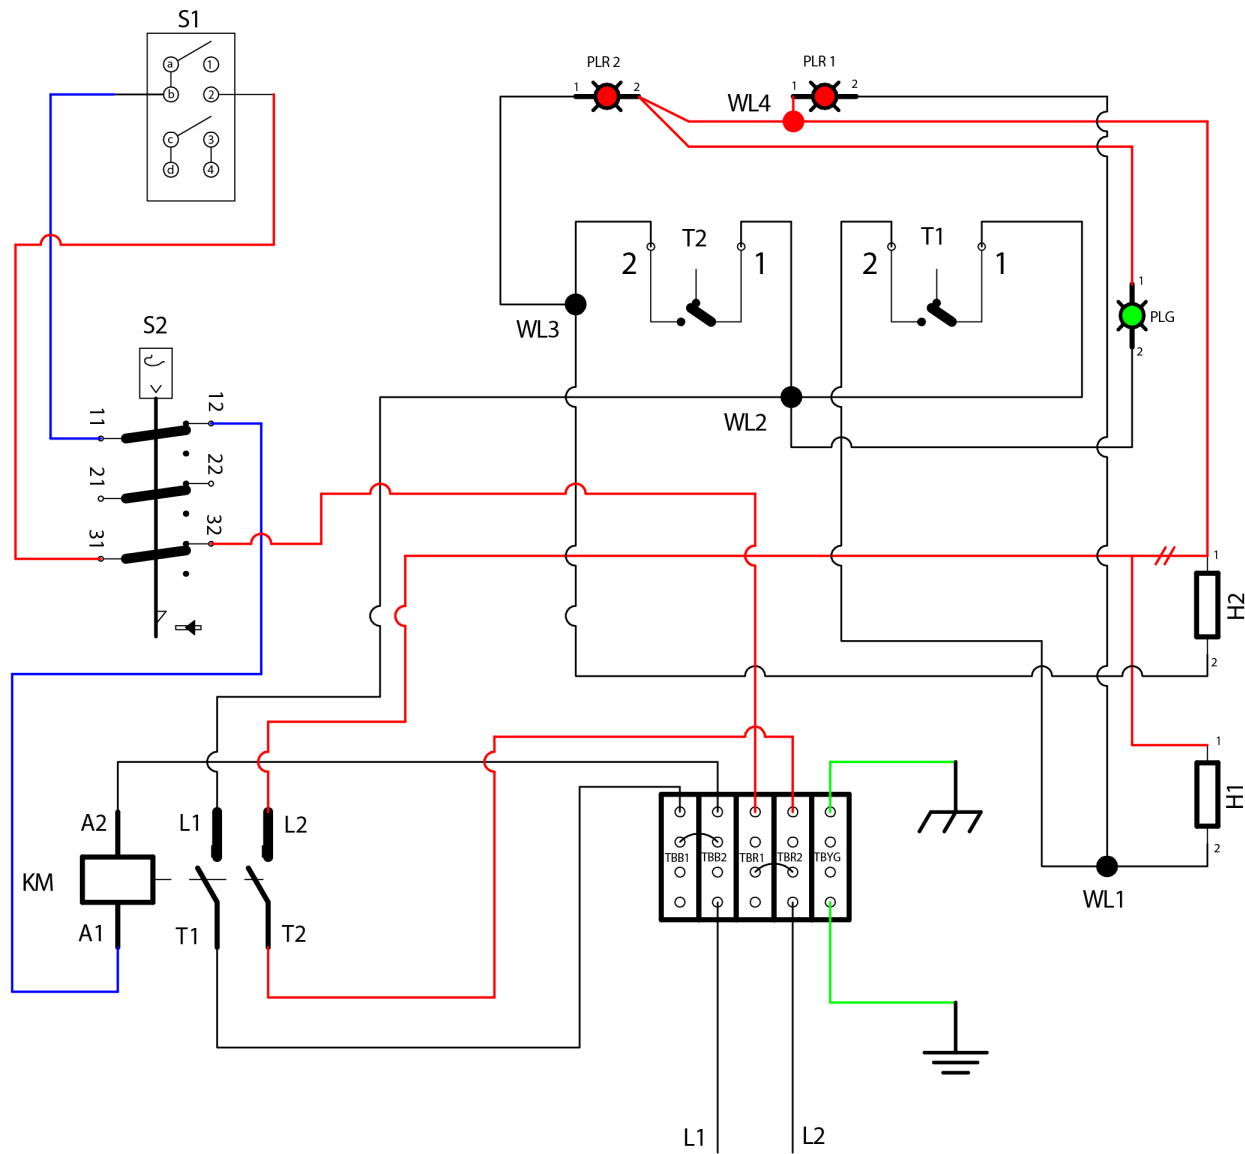 S1
a 1
b 2
c 3
d 4
PLR 2
1 2
PLR 1
1 2
WL4
T2
2 1
T1
2 1
WL3
1
PLG
2
S2
11 12
21 22
31 32
WL2
1
H2
2
1
H1
2
A2
L1 L2
KM
A1
T1 T2
TBB1 TBB2 TBR1 TBR2 TBYG
WL1
L1 L2